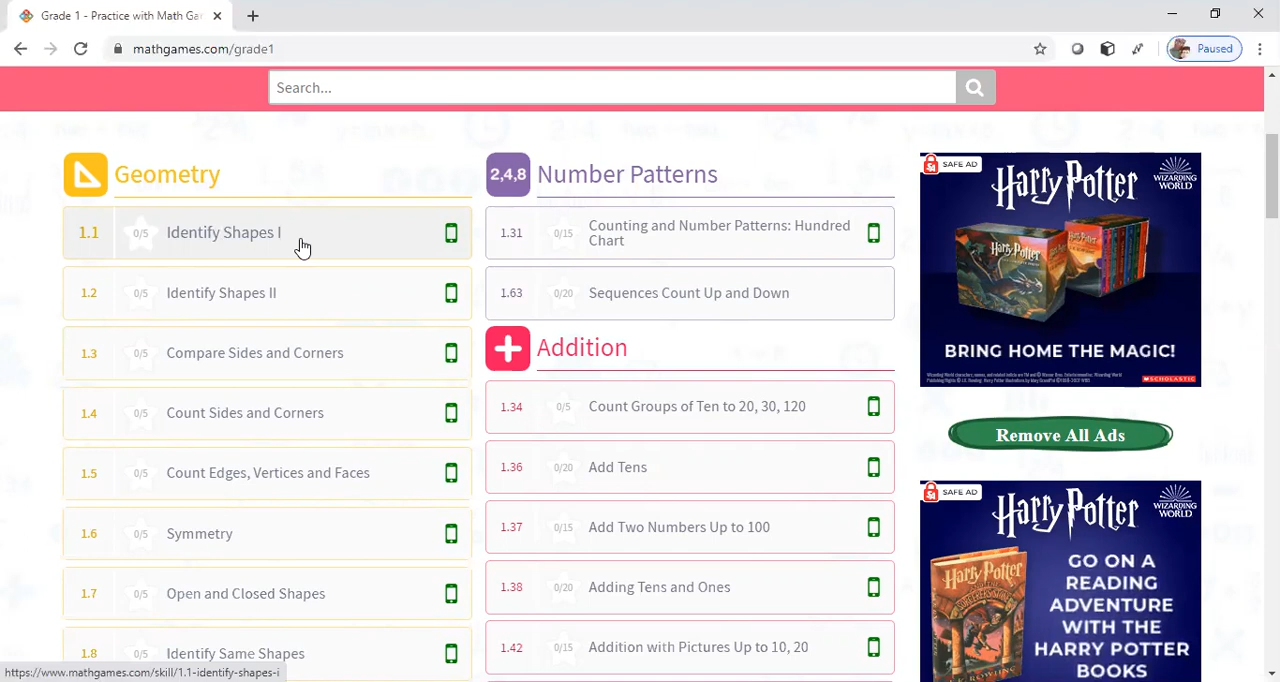 Grade 1 - Practice with Math Ga
mathgames.com/grade1
Paused
Search...
Geometry
1.1 0/5 Identify Shapes I
1.2 0/5 Identify Shapes II
1.3 0/5 Compare Sides and Corners
1.4 0/5 Count Sides and Corners
1.5 0/5 Count Edges, Vertices and Faces
1.6 0/5 Symmetry
1.7 0/5 Open and Closed Shapes
1.8 0/5 Identify Same Shapes
2,4,8 Number Patterns
1.31 0/15 Counting and Number Patterns: Hundred
Chart
1.63 0/20 Sequences Count Up and Down
Addition
1.34 0/5 Count Groups of Ten to 20, 30, 120
1.36 0/20 Add Tens
1.37 0/15 Add Two Numbers Up to 100
1.38 0/20 Adding Tens and Ones
1.42 0/15 Addition with Pictures Up to 10, 20
SAFE AD
Harry Potter
WIZARDING
WORLD
BRING HOME THE MAGIC!
SCHOLASTIC
Remove All Ads
SAFE AD
Harry Potter
WIZARDING
WORLD
GO ON A
READING
ADVENTURE
WITH THE
HARRY POTTER
BOOKS
https://www.mathgames.com/skill/1.1-identify-shapes-i